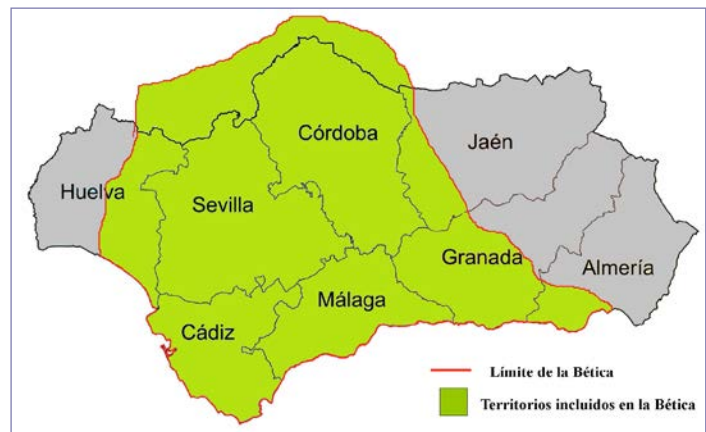 Córdoba
Jaén
Huelva
Sevilla
Granada
Almería
Málaga
Cádiz
Límite de la Bética
Territorios incluidos en la Bética